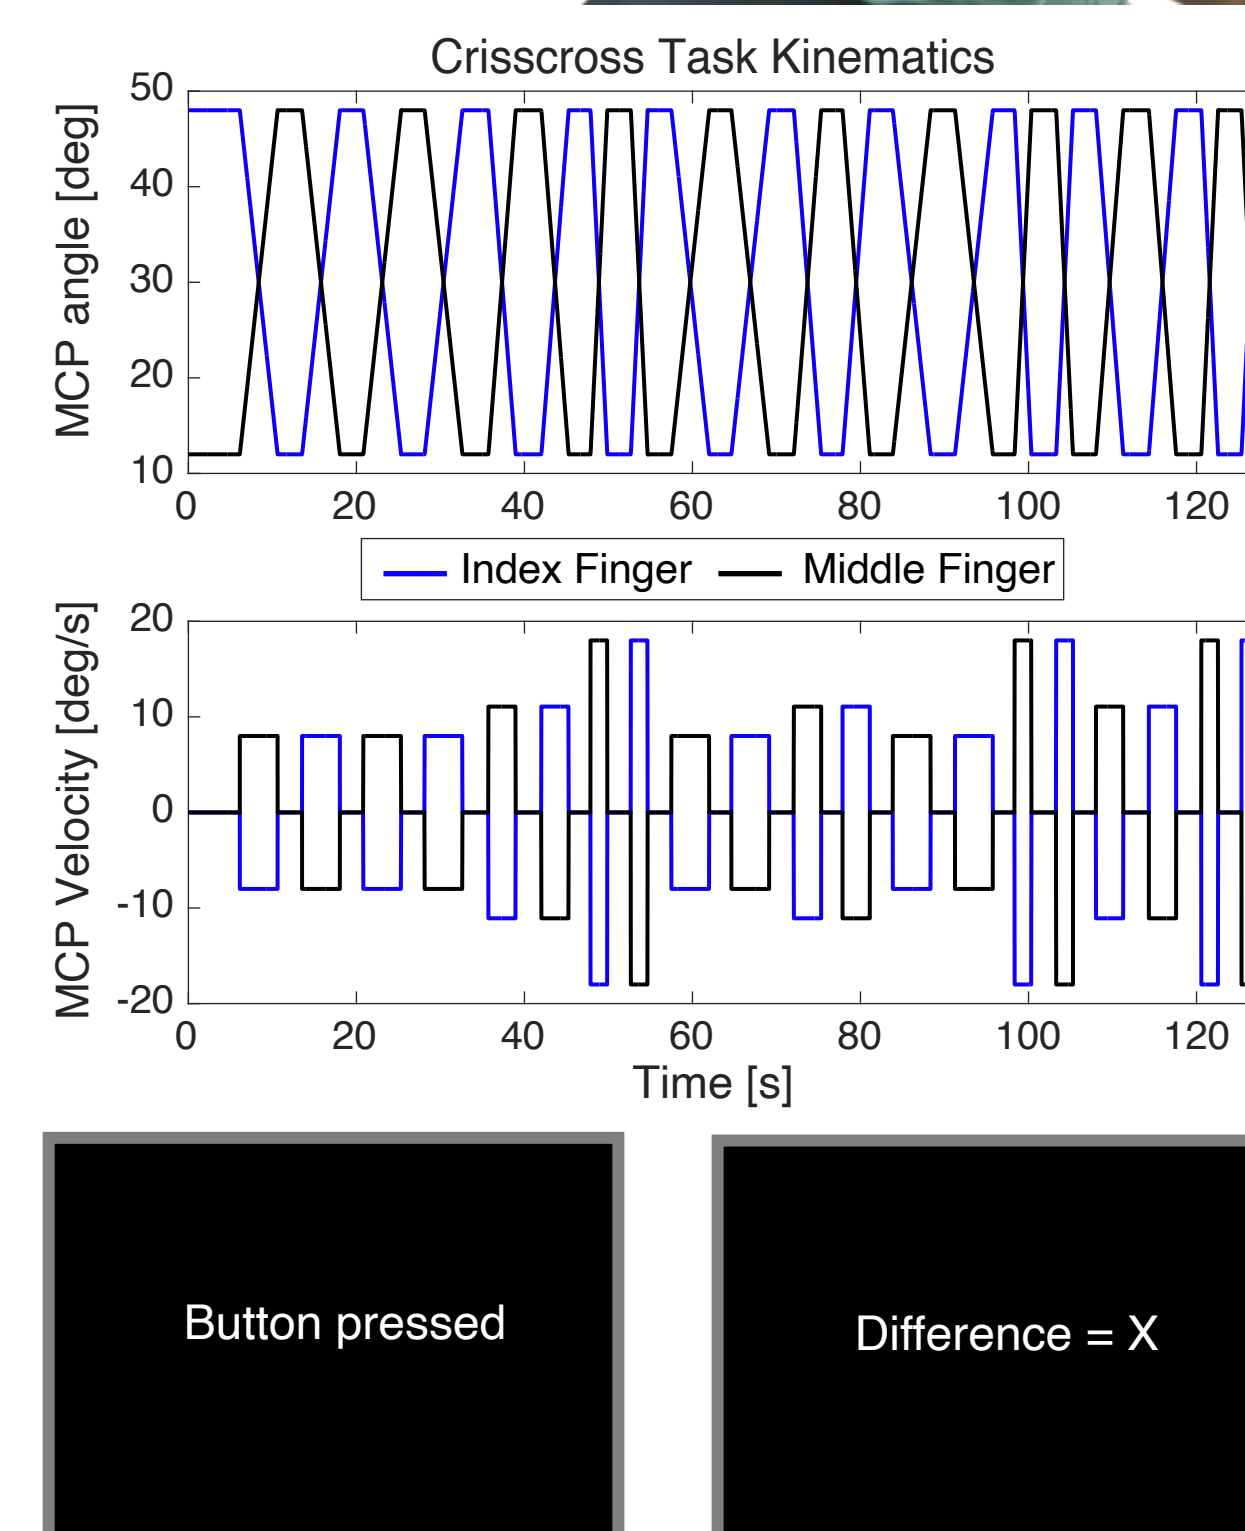 Crisscross Task Kinematics
MCP angle [deg]
50
40
30
20
10
0 20 40 60 80 100 120
Index Finger Middle Finger
MCP Velocity [deg/s]
20
10
0
-10
-20
0 20 40 60 80 100 120
Time [s]
Button pressed
Difference = X